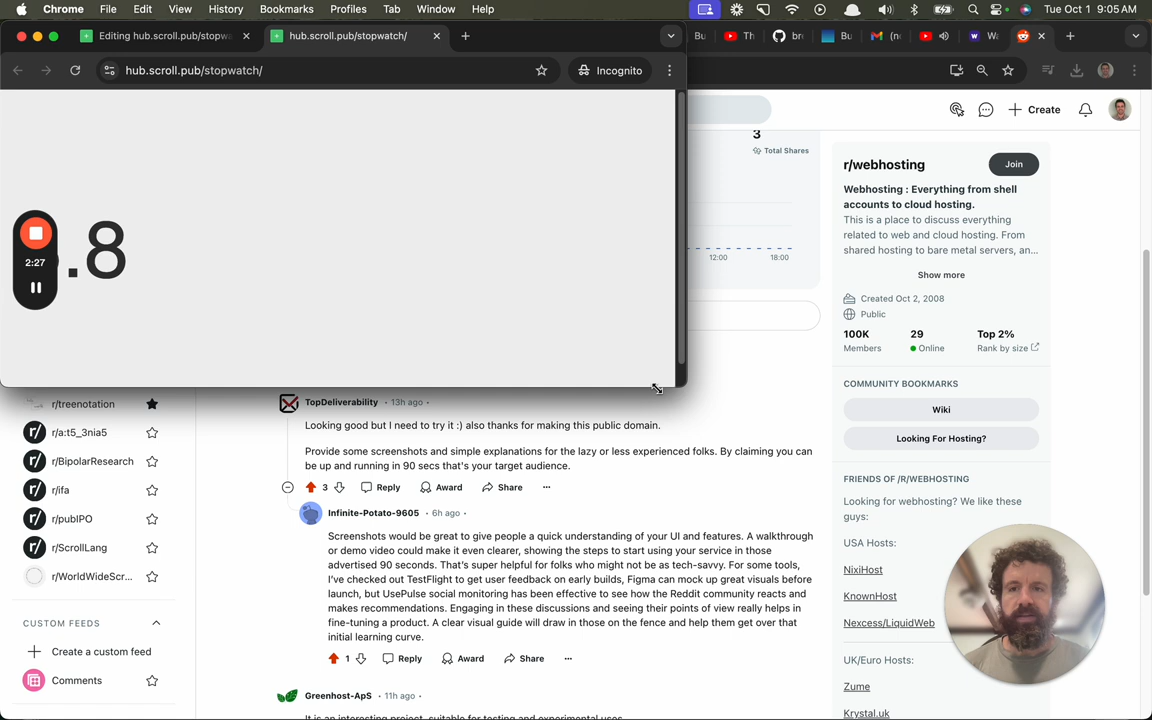 Chrome File Edit View History Bookmarks Profiles Tab Window Help
Tue Oct 1 9:05 AM
Editing hub.scroll.pub/stopw
hub.scroll.pub/stopwatch/
Bu
Th
br
Bu
(n
W
hub.scroll.pub/stopwatch/
Incognito
Create
3
Total Shares
12:00
18:00
.8
2:27
r/webhosting
Join
Webhosting : Everything from shell
accounts to cloud hosting.
This is a place to discuss everything
related to web and cloud hosting. From
shared hosting to bare metal servers, an...
Show more
Created Oct 2, 2008
Public
100K
29
Top 2%
Members
Online
Rank by size
COMMUNITY BOOKMARKS
Wiki
Looking For Hosting?
FRIENDS OF /R/WEBHOSTING
Looking for webhosting? We like these
guys:
USA Hosts:
NixiHost
KnownHost
Nexcess/LiquidWeb
UK/Euro Hosts:
Zume
Krystal.uk
r/treenotation
r/a:t5_3nia5
r/BipolarResearch
r/ifa
r/pubIPO
r/ScrollLang
r/WorldWideScr...
CUSTOM FEEDS
Create a custom feed
Comments
TopDeliverability • 13h ago •
Looking good but I need to try it :) also thanks for making this public domain.
Provide some screenshots and simple explanations for the lazy or less experienced folks. By claiming you can
be up and running in 90 secs that's your target audience.
3 Reply Award Share ...
Infinite-Potato-9605 • 6h ago •
Screenshots would be great to give people a quick understanding of your UI and features. A walkthrough
or demo video could make it even clearer, showing the steps to start using your service in those
advertised 90 seconds. That's super helpful for folks who might not be as tech-savvy. For some tools,
I've checked out TestFlight to get user feedback on early builds, Figma can mock up great visuals before
launch, but UsePulse social monitoring has been effective to see how the Reddit community reacts and
makes recommendations. Engaging in these discussions and seeing their points of view really helps in
fine-tuning a product. A clear visual guide will draw in those on the fence and help them get over that
initial learning curve.
1 Reply Award Share ...
Greenhost-ApS • 11h ago •
It is an interesting project, suitable for testing and experimental uses.